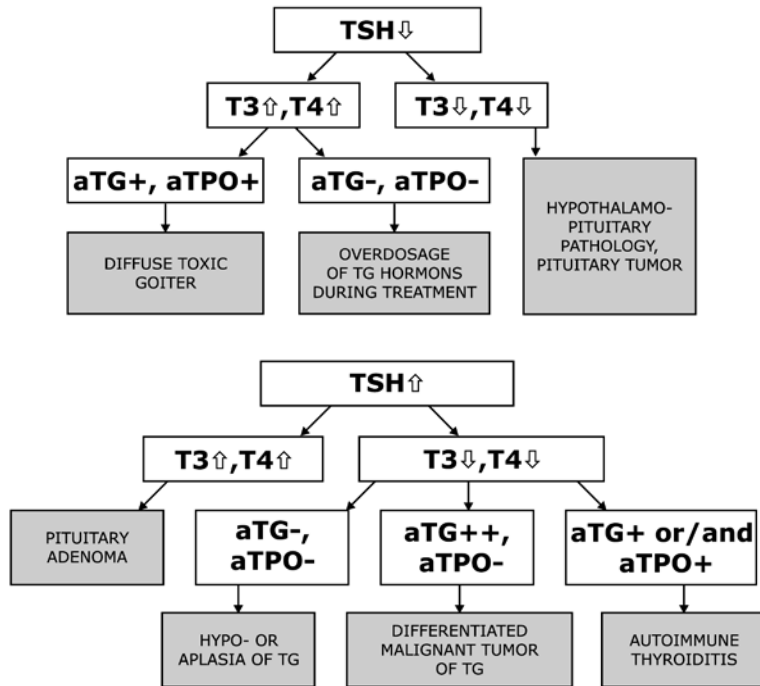 TSH⇩
T3⇧,T4⇧
T3⇩,T4⇩
aTG+, aTPO+
aTG-, aTPO-
DIFFUSE TOXIC
GOITER
OVERDOSAGE
OF TG HORMONS
DURING TREATMENT
HYPOTHALAMO-
PITUITARY
PATHOLOGY,
PITUITARY TUMOR
TSH⇧
T3⇧,T4⇧
T3⇩,T4⇩
PITUITARY
ADENOMA
aTG-,
aTPO-
aTG++,
aTPO-
aTG+ or/and
aTPO+
HYPO- OR
APLASIA OF TG
DIFFERENTIATED
MALIGNANT TUMOR
OF TG
AUTOIMMUNE
THYROIDITIS